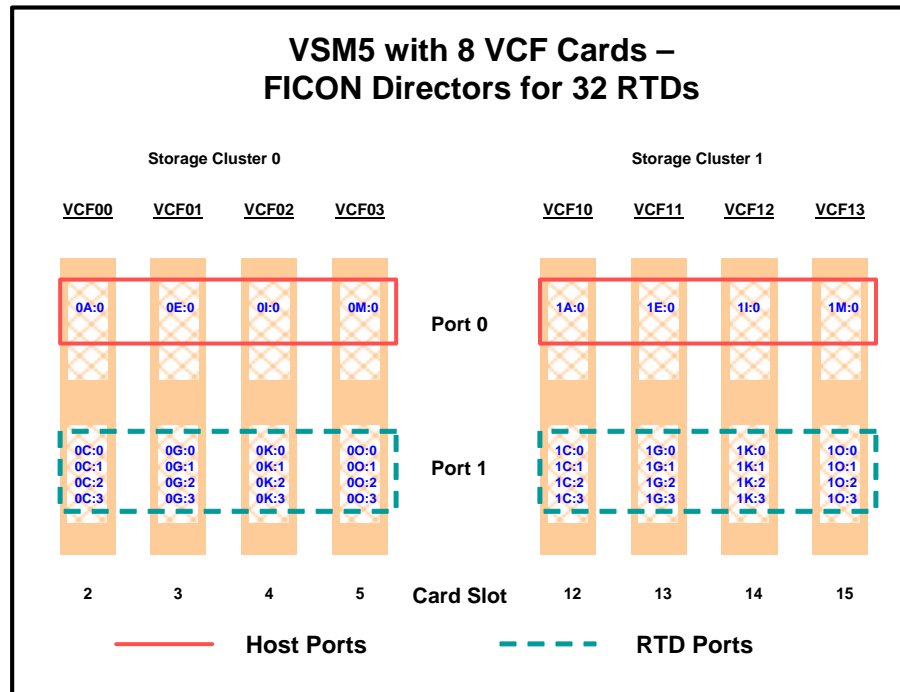 VSM5 with 8 VCF Cards –
FICON Directors for 32 RTDs
Storage Cluster 0 Storage Cluster 1
VCF00 VCF01 VCF02 VCF03 VCF10 VCF11 VCF12 VCF13
0A:0 0E:0 0I:0 0M:0 1A:0 1E:0 1I:0 1M:0
Port 0
0C:0 0G:0 0K:0 0O:0 1C:0 1G:0 1K:0 1O:0
0C:1 0G:1 0K:1 0O:1 Port 1 1C:1 1G:1 1K:1 1O:1
0C:2 0G:2 0K:2 0O:2 1C:2 1G:2 1K:2 1O:2
0C:3 0G:3 0K:3 0O:3 1C:3 1G:3 1K:3 1O:3
2 3 4 5 Card Slot 12 13 14 15
Host Ports RTD Ports